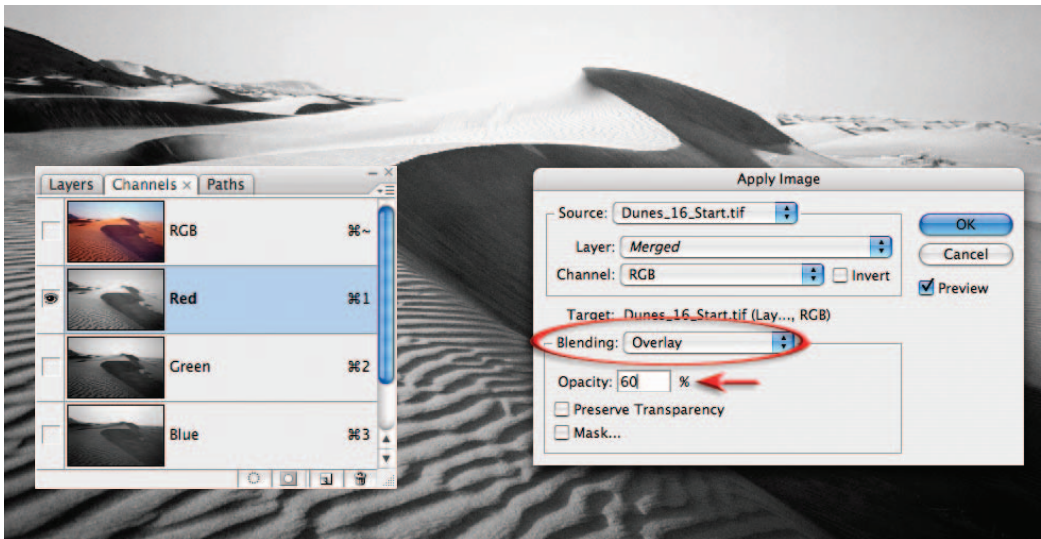 Layers Channels × Paths
RGB ⌘~
Red ⌘1
Green ⌘2
Blue ⌘3
Apply Image
Source: Dunes_16_Start.tif
Layer: Merged
Channel: RGB Invert
Target: Dunes_16_Start.tif (Lay..., RGB)
Blending: Overlay
Opacity: 60 %
Preserve Transparency
Mask...
OK
Cancel
Preview